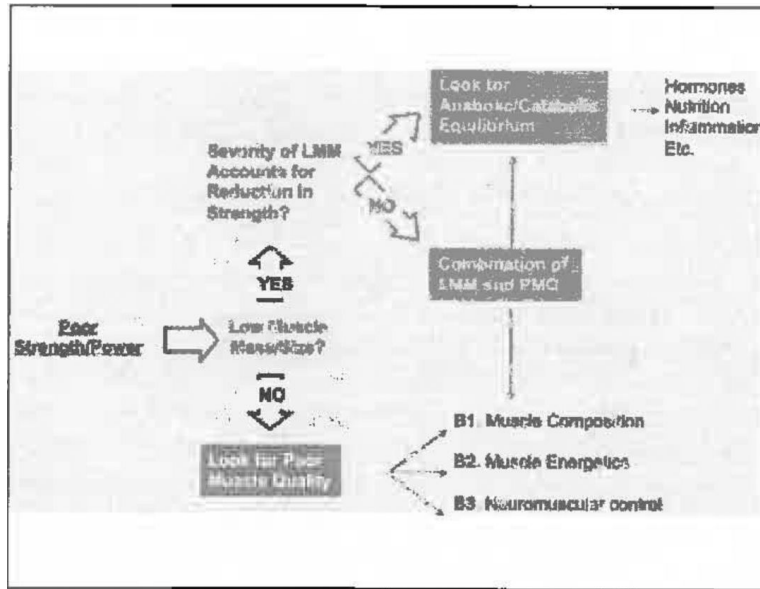 Look for
Anabolic/Catabolic
Equilibrium
Hormones
Nutrition
Inflammation
Etc.
Severity of LMM
Accounts for
Reduction in
Strength?
YES
NO
Combination of
LMM and PMQ
YES
Poor
Strength/Power
Low Muscle
Mass/Size?
NO
Look for Poor
Muscle Quality
B1. Muscle Composition
B2. Muscle Energetics
B3. Neuromuscular control